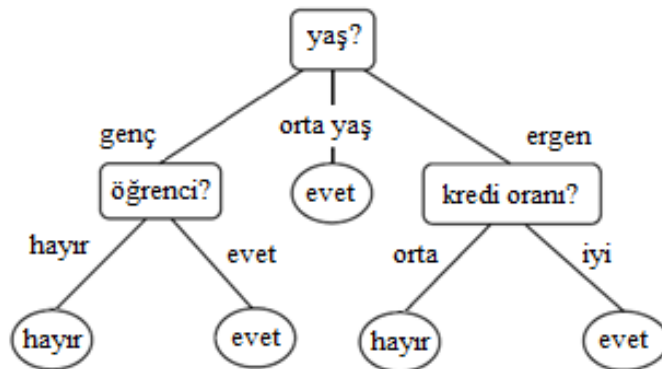 yaş?
genç
orta yaş
ergen
öğrenci?
evet
kredi oranı?
hayır
evet
orta
iyi
hayır
evet
hayır
evet